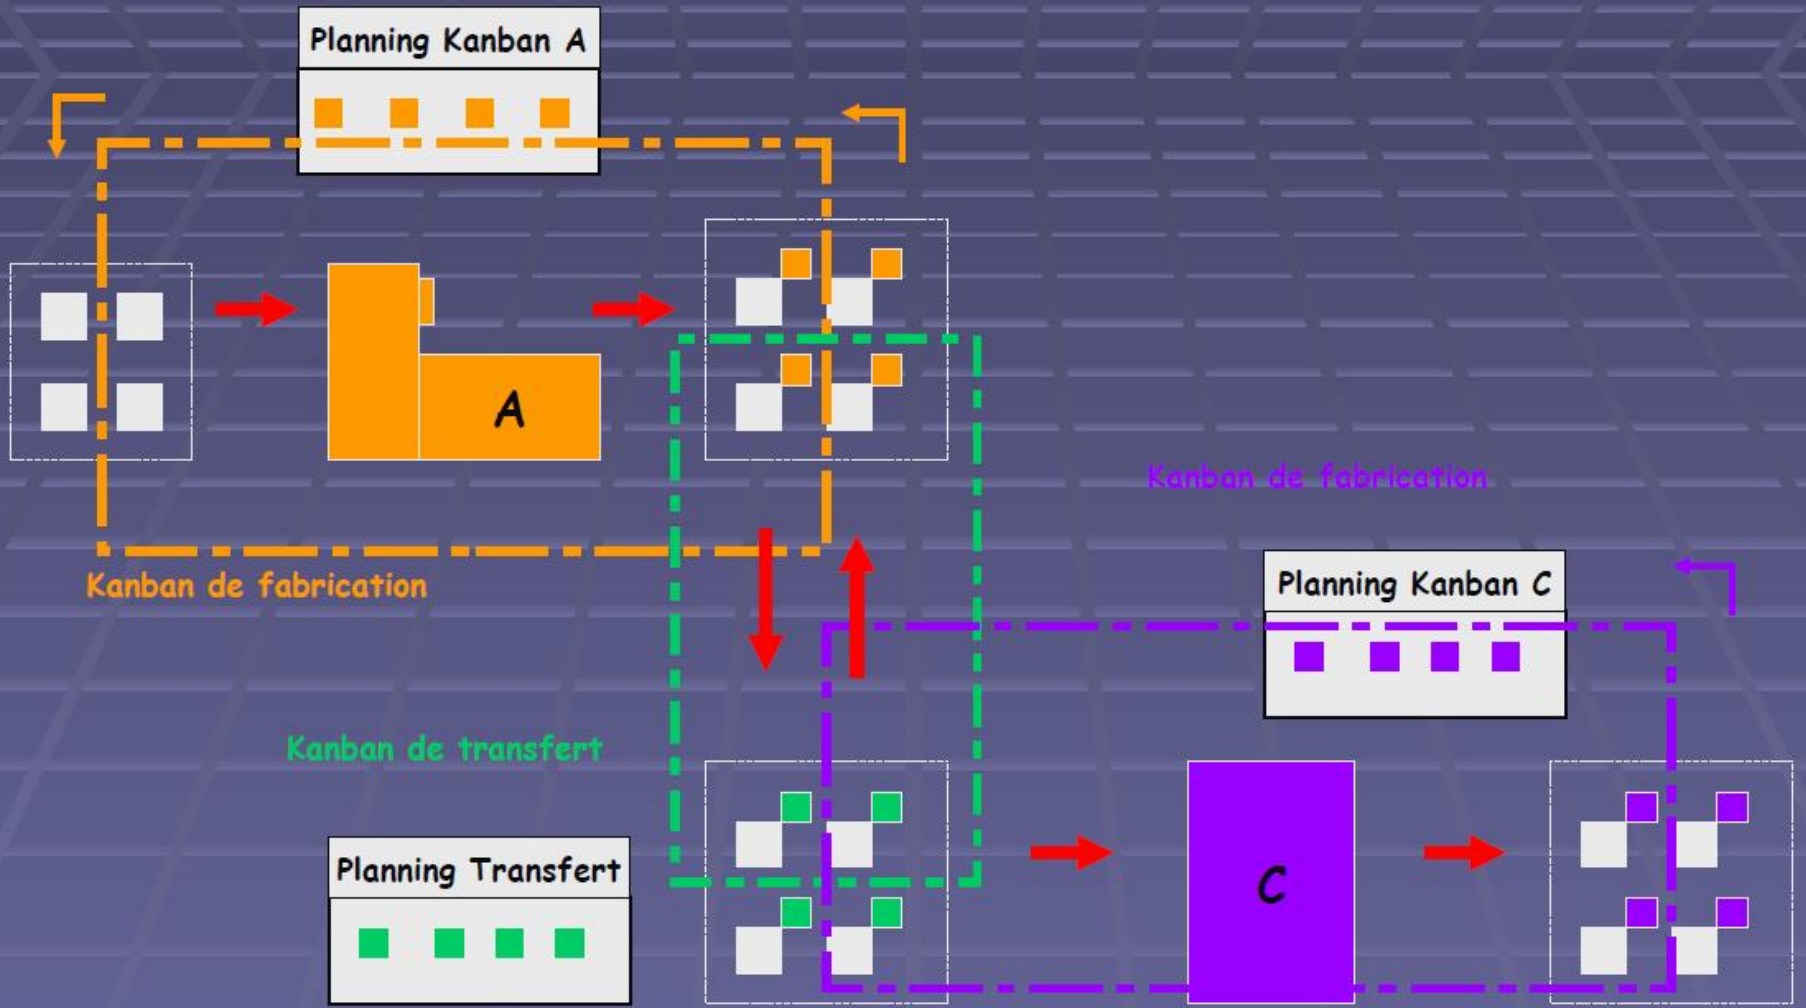 Planning Kanban A
A
Kanban de fabrication
Kanban de fabrication
Planning Kanban C
Kanban de transfert
Planning Transfert
C